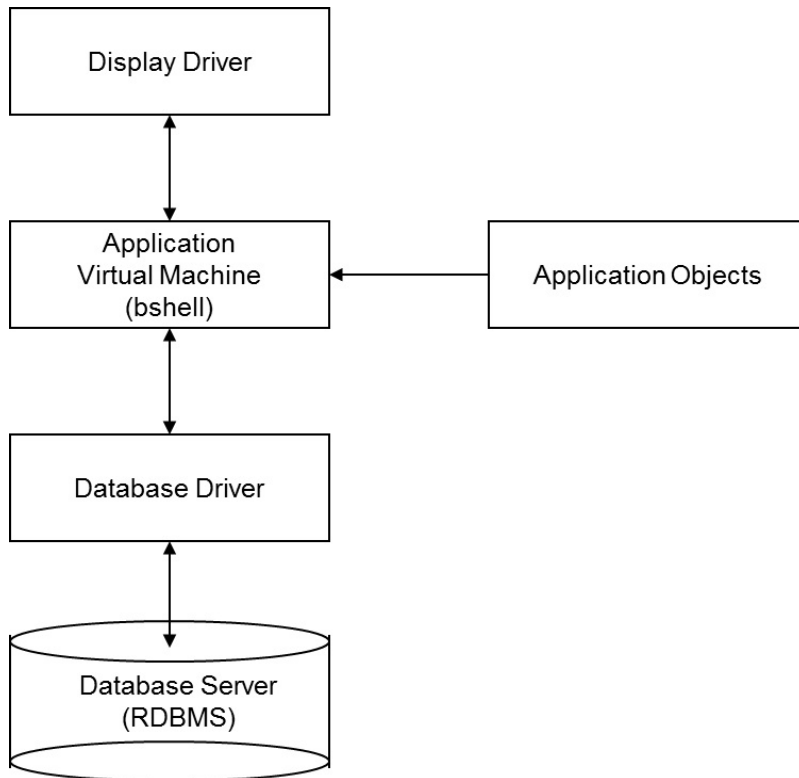 Display Driver
Application
Virtual Machine
(bshell)
Application Objects
Database Driver
Database Server
(RDBMS)